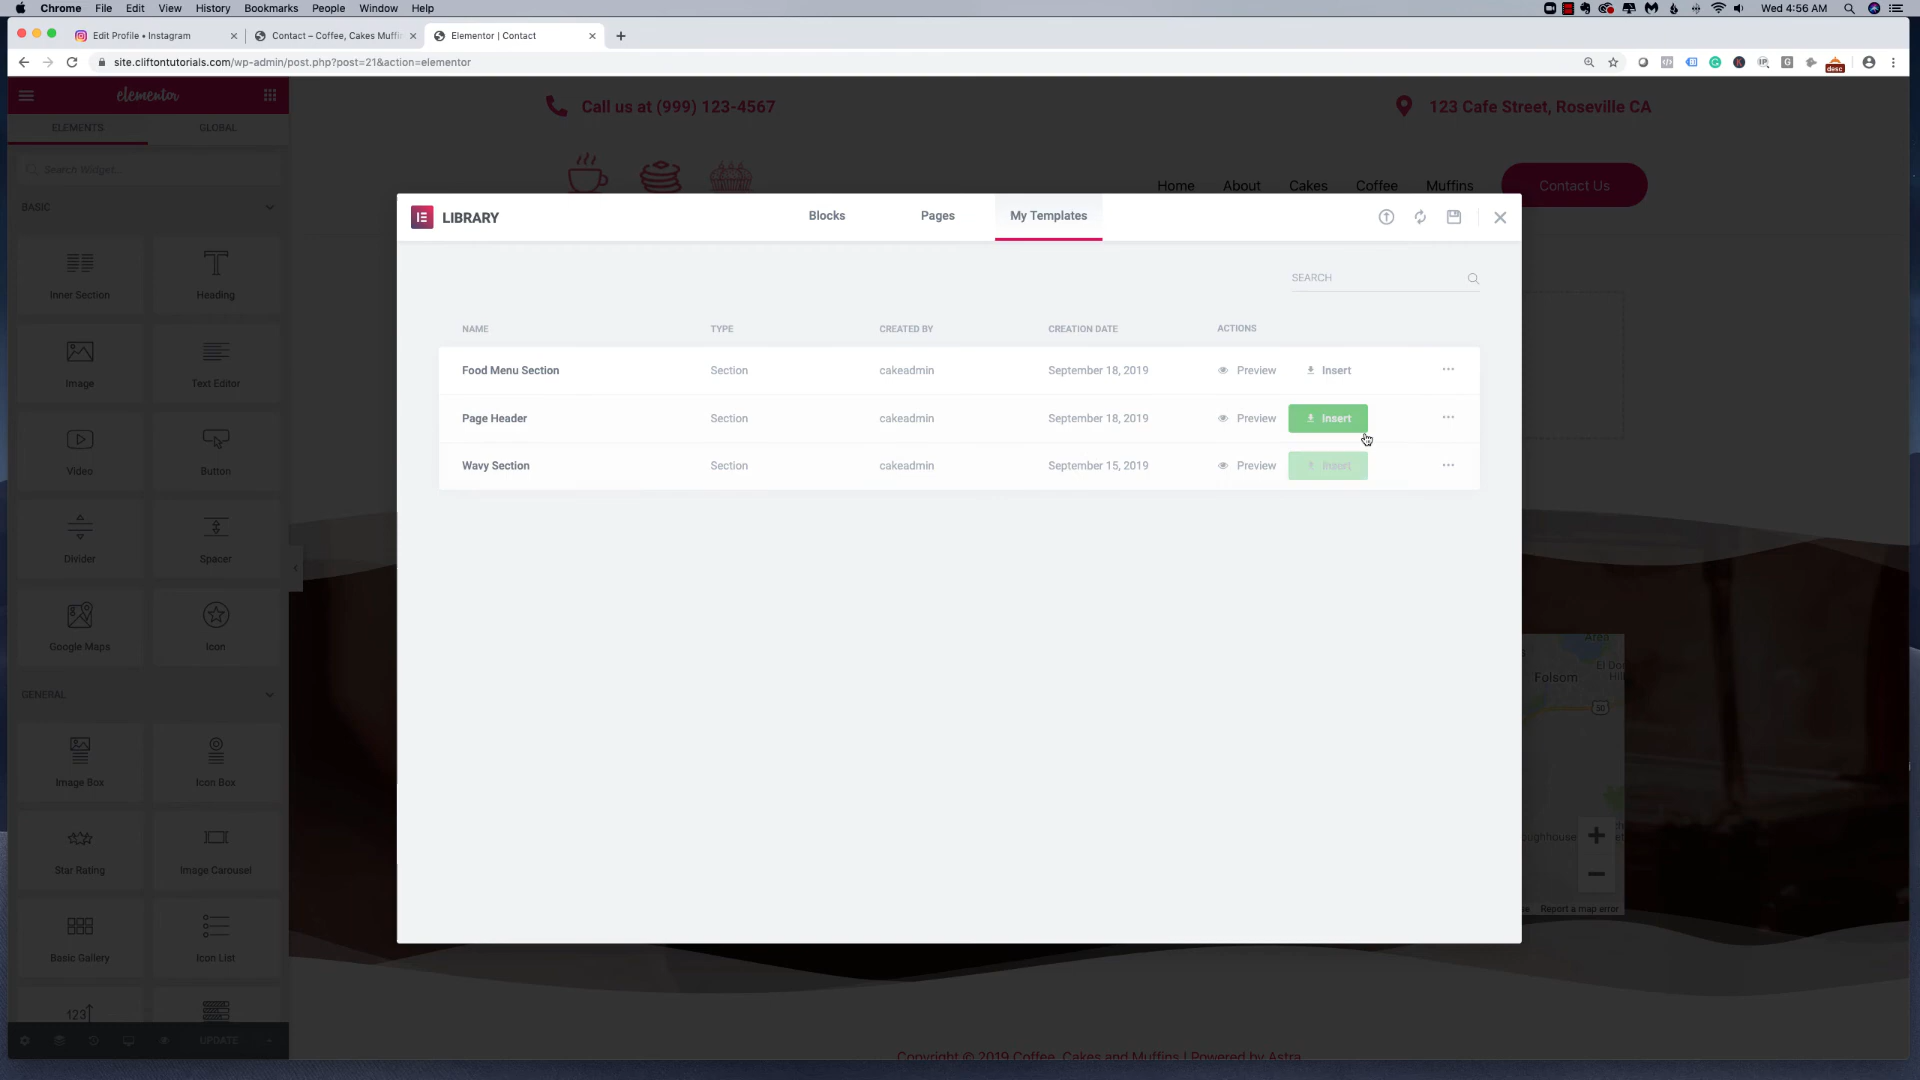 Chrome File Edit View History Bookmarks People Window Help Wed 4:56 AM
Edit Profile • Instagram Contact – Coffee, Cakes Muffi Elementor | Contact
site.cliftontutorials.com/wp-admin/post.php?post=21&action=elementor
elementor
Call us at (999) 123-4567 123 Cafe Street, Roseville CA
ELEMENTS GLOBAL
Search Widget...
Home About Cakes Coffee Muffins Contact Us
BASIC
LIBRARY Blocks Pages My Templates
SEARCH
Inner Section Heading
NAME TYPE CREATED BY CREATION DATE ACTIONS
Food Menu Section Section cakeadmin September 18, 2019 Preview Insert
Image Text Editor
Page Header Section cakeadmin September 18, 2019 Preview Insert
Wavy Section Section cakeadmin September 15, 2019 Preview Insert
Video Button
Divider Spacer
Google Maps Icon
Area
El Do
Hill
Folsom
50
GENERAL
Image Box Icon Box
oughhouse
Star Rating Image Carousel
Report a map error
Basic Gallery Icon List
123
UPDATE
Copyright © 2019 Coffee, Cakes and Muffins | Powered by Astra